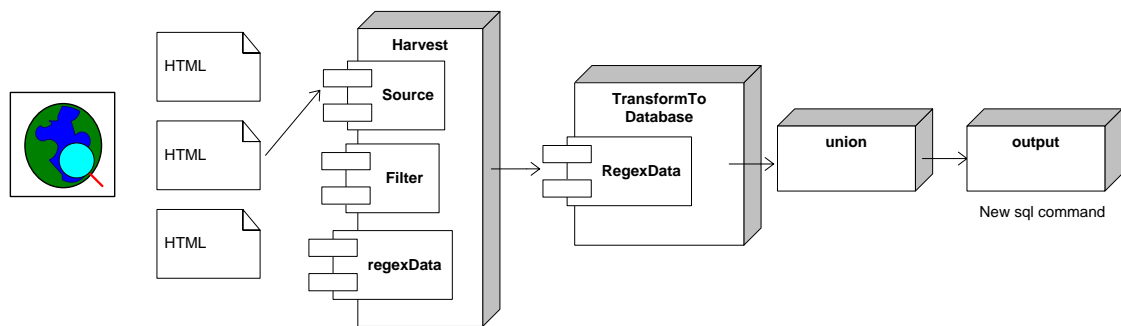 HTML
HTML
HTML
Harvest
Source
Filter
regexData
TransformTo
Database
RegexData
union
output
New sql command